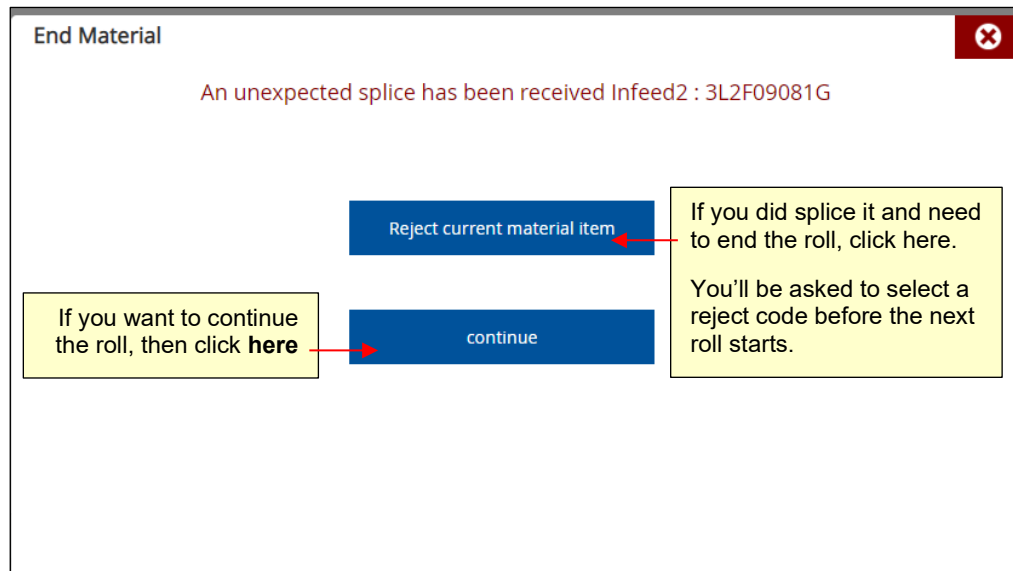 End Material
An unexpected splice has been received Infeed2 : 3L2F09081G
Reject current material item
If you did splice it and need
to end the roll, click here.
You'll be asked to select a
reject code before the next
roll starts.
If you want to continue
the roll, then click here
continue